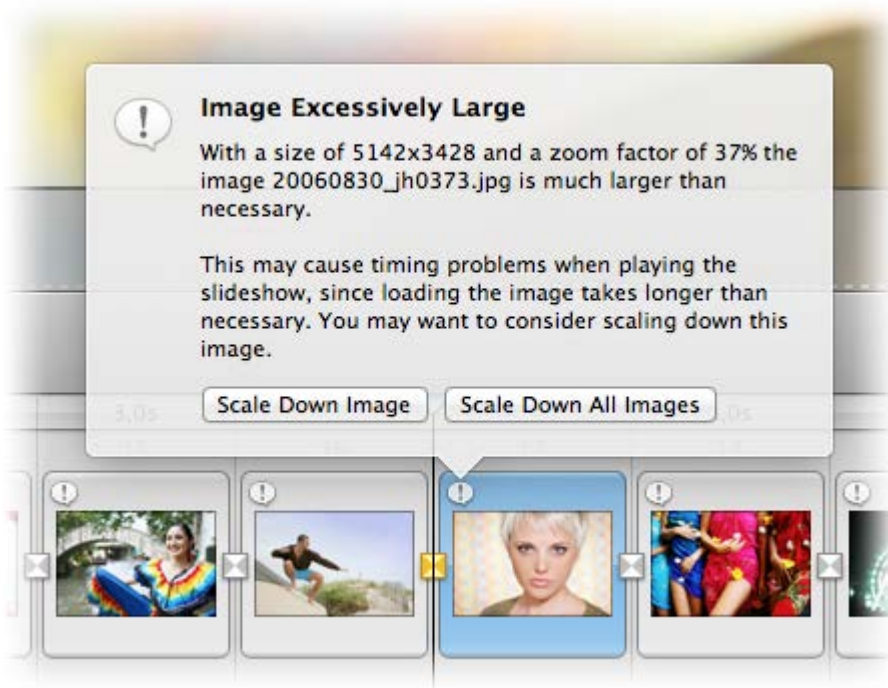 Image Excessively Large
With a size of 5142x3428 and a zoom factor of 37% the
image 20060830_jh0373.jpg is much larger than
necessary.
This may cause timing problems when playing the
slideshow, since loading the image takes longer than
necessary. You may want to consider scaling down this
image.
Scale Down Image Scale Down All Images
3,0s